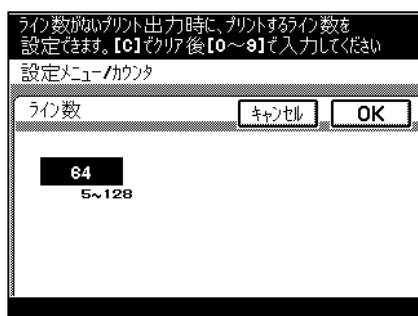 ライン数がないプリント出力時に、プリントするライン数を
設定できます。[C]でクリア後[0～9]で入力してください
設定メニュー/カウンタ
ライン数 キャンセル OK
64
5~128